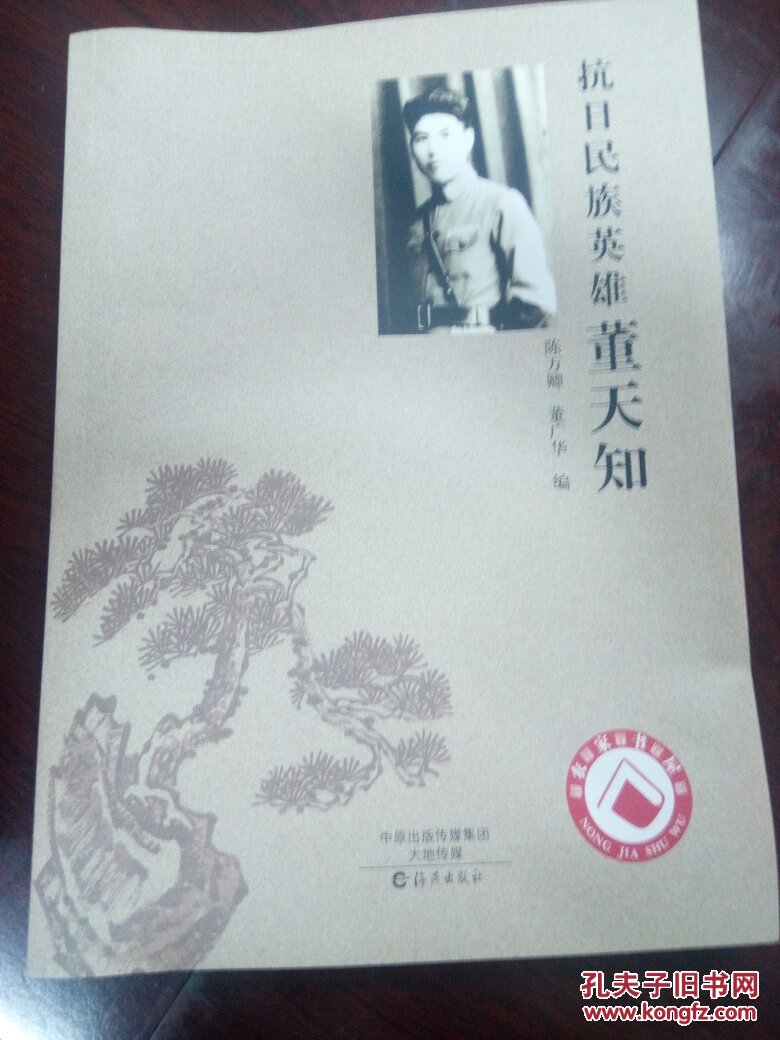 抗日民族英雄董天知
陈方卿 董广华 编
农家书屋
NONG JIA SHU WU
中原出版传媒集团
大地传媒
海燕出版社
孔夫子旧书网
www.kongfz.com